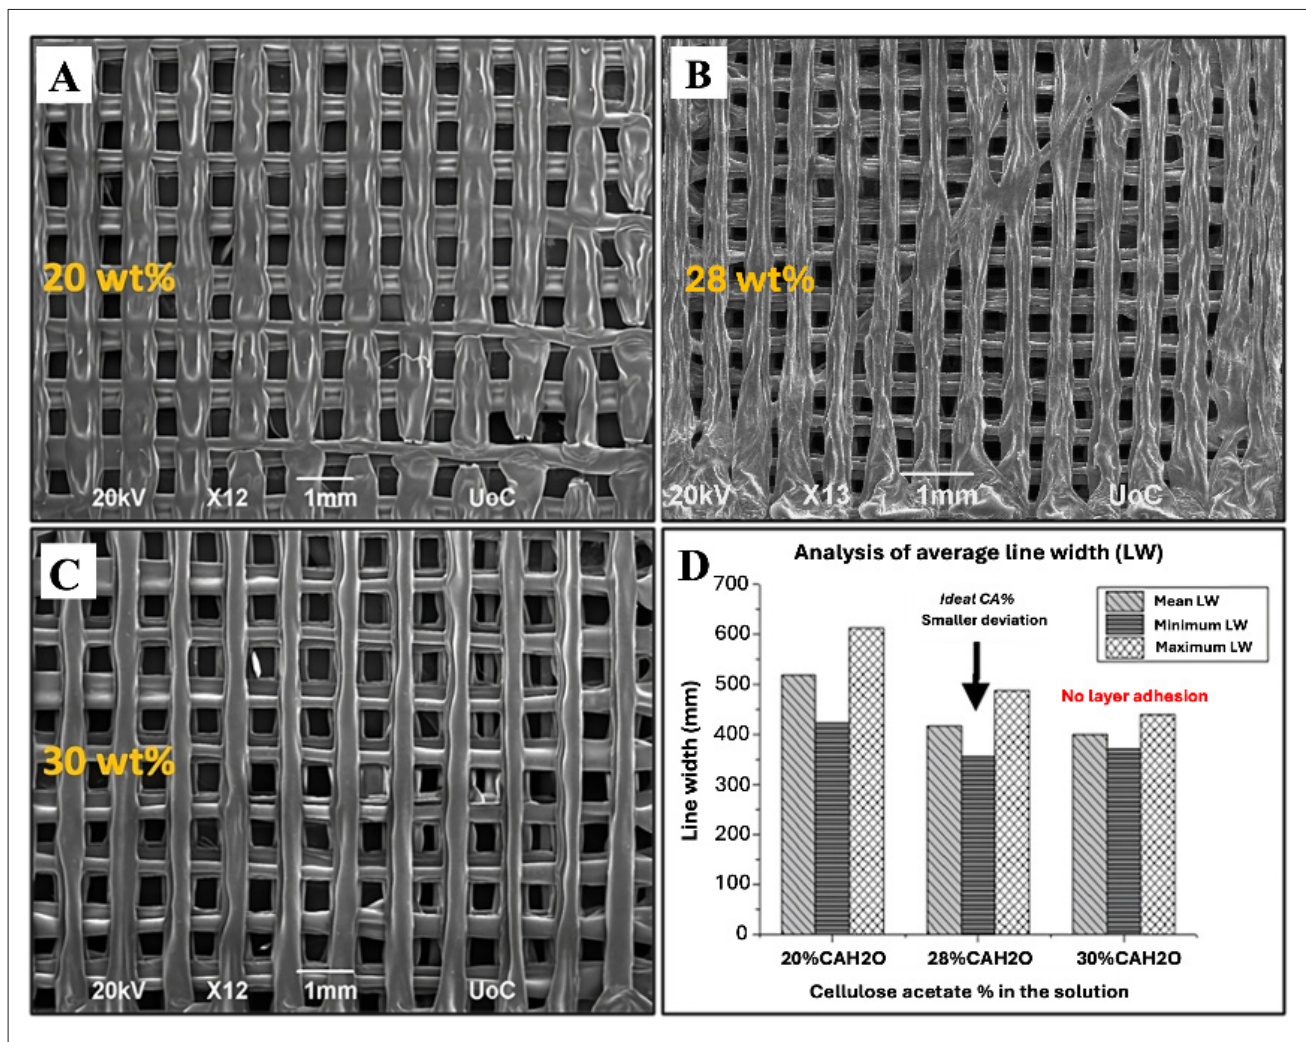 A
20 wt%
20kV X12 1mm UoC
B
28 wt%
20kV X13 1mm UoC
C
30 wt%
20kV X12 1mm UoC
D
Analysis of average line width (LW)
700
600
500
400
300
200
100
0
Line width (mm)
Ideal CA%
Smaller deviation
Mean LW
Minimum LW
Maximum LW
No layer adhesion
20%CAH2O 28%CAH2O 30%CAH2O
Cellulose acetate % in the solution